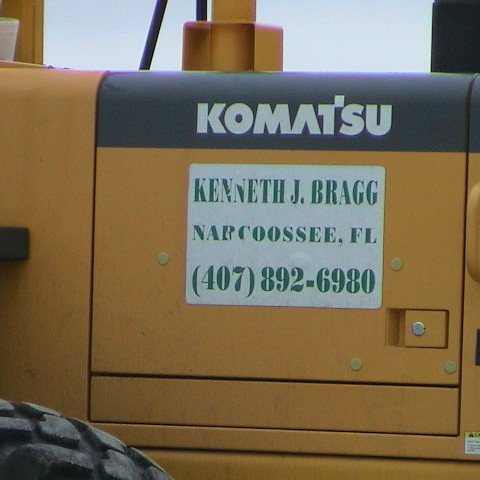 KOMATSU
KENNETH J. BRAGG
NARCOOSSEE, FL
(407) 892-6980